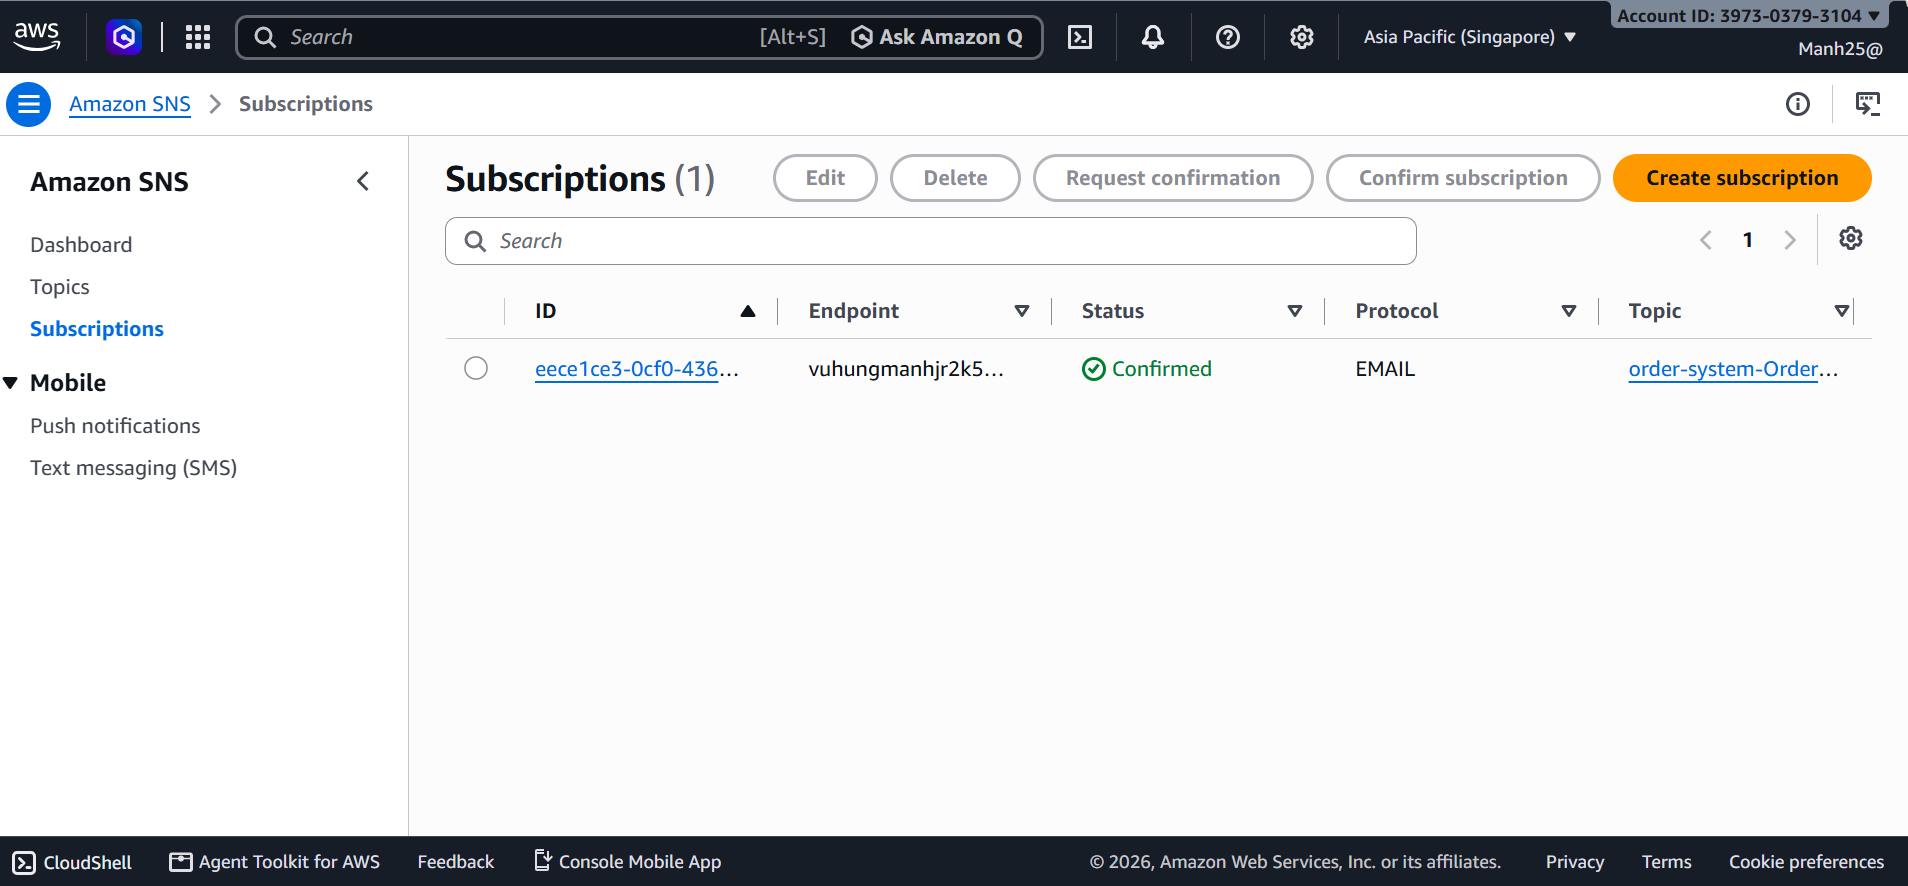 aws
Search [Alt+S] Ask Amazon Q
Asia Pacific (Singapore)
Account ID: 3973-0379-3104
Manh25@
Amazon SNS Subscriptions
Amazon SNS
Dashboard
Topics
Subscriptions
Mobile
Push notifications
Text messaging (SMS)
Subscriptions (1)
Edit
Delete
Request confirmation
Confirm subscription
Create subscription
Search
1
ID Endpoint Status Protocol Topic
eece1ce3-0cf0-436... vuhungmanhjr2k5... Confirmed EMAIL order-system-Order...
CloudShell Agent Toolkit for AWS Feedback Console Mobile App © 2026, Amazon Web Services, Inc. or its affiliates. Privacy Terms Cookie preferences